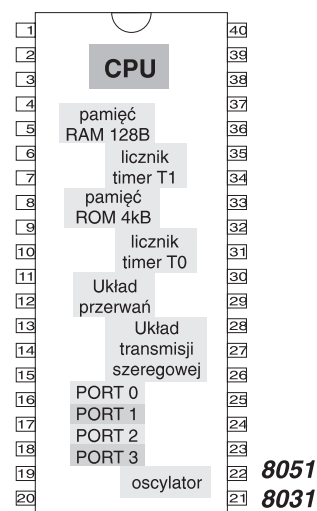 1 40
2 39
CPU
3 38
4 37
pamięć
5 36
RAM 128B
6 35
licznik
7 34
timer T1
pamięć
8 33
ROM 4kB
9 32
licznik
10 31
timer T0
11 30
Układ
12 29
przerwań
13 28
Układ
14 27
transmisji
15 26
szeregowej
PORT 0
16 25
PORT 1
17 24
PORT 2
18 23
PORT 3
19 22 8051
oscylator
20 21 8031